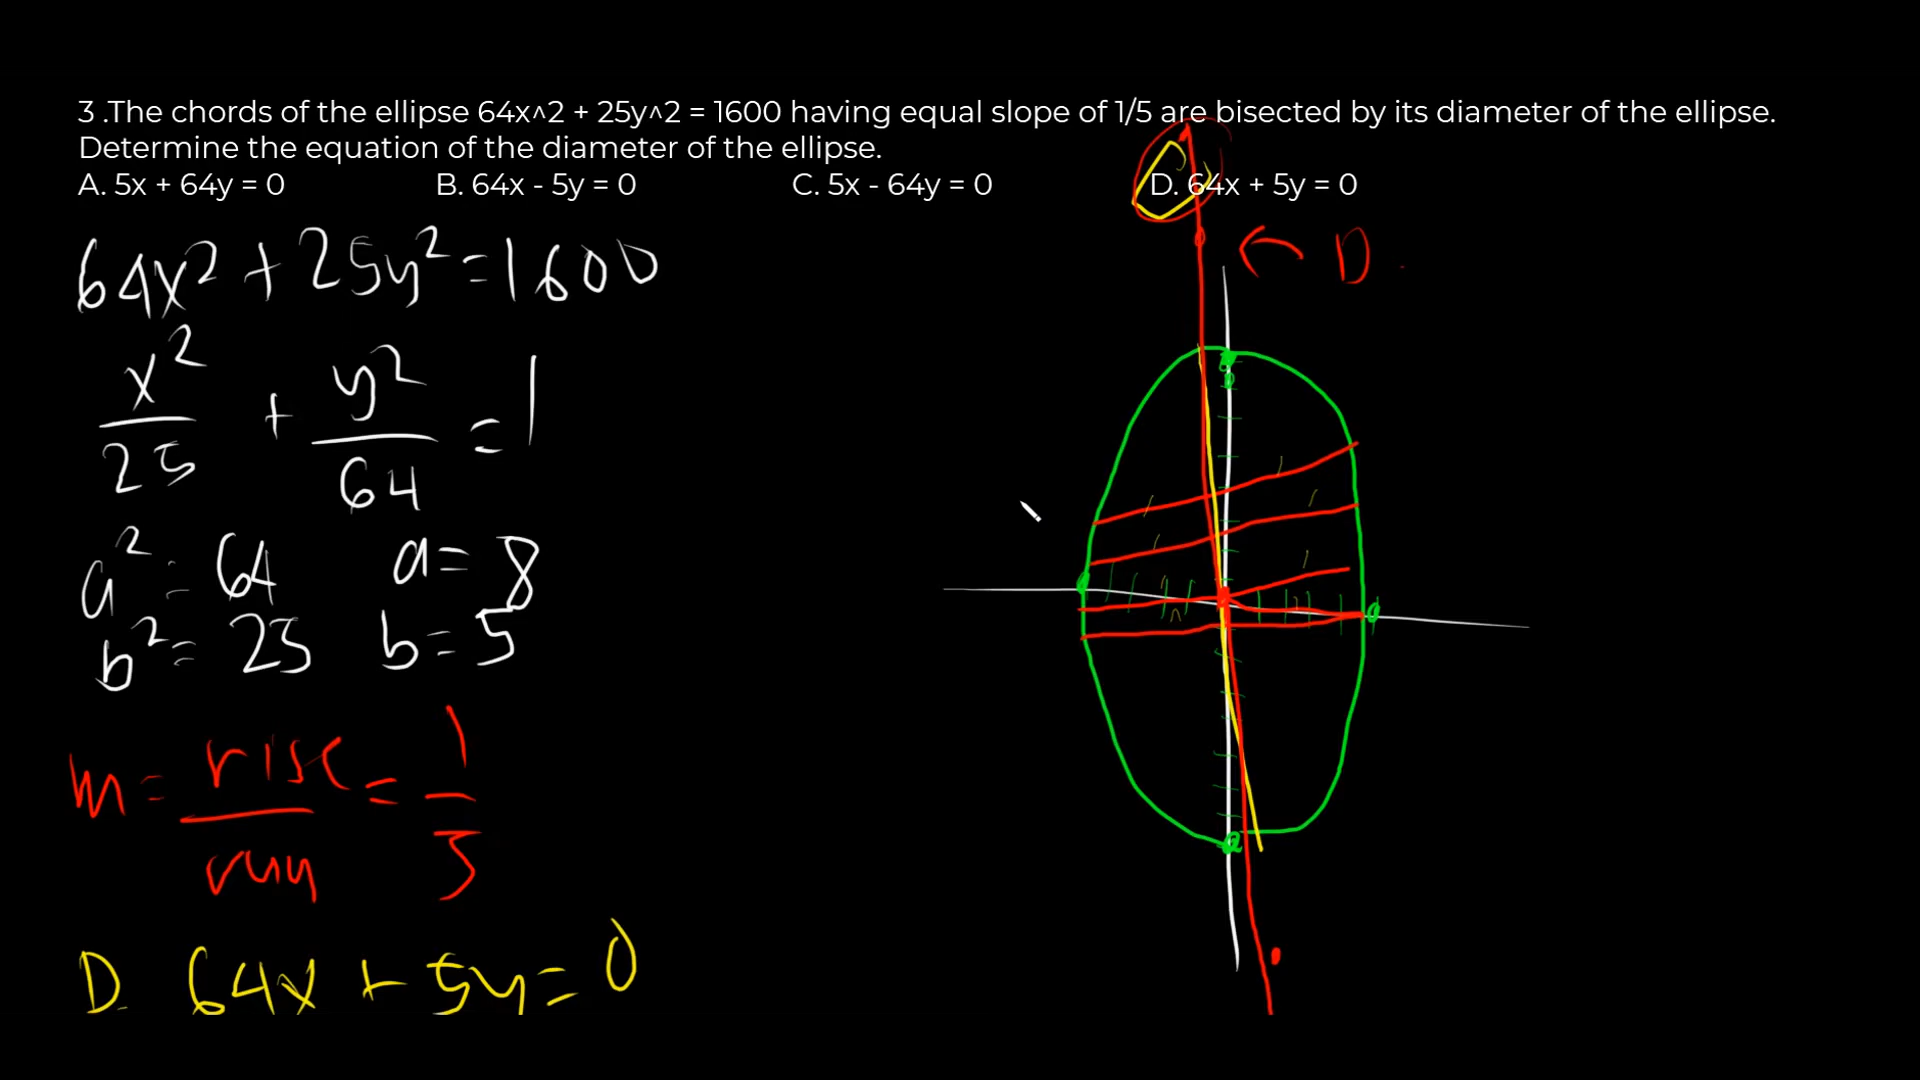 3 .The chords of the ellipse 64x^2 + 25y^2 = 1600 having equal slope of 1/5 are bisected by its diameter of the ellipse.
Determine the equation of the diameter of the ellipse.
A. 5x + 64y = 0 B. 64x - 5y = 0 C. 5x - 64y = 0 D. 64x + 5y = 0
64x² + 25y² = 1600
← D
x²/25 + y²/64 = 1
a² = 64 a = 8
b² = 25 b = 5
m = rise/run = 1/5
D. 64x + 5y = 0